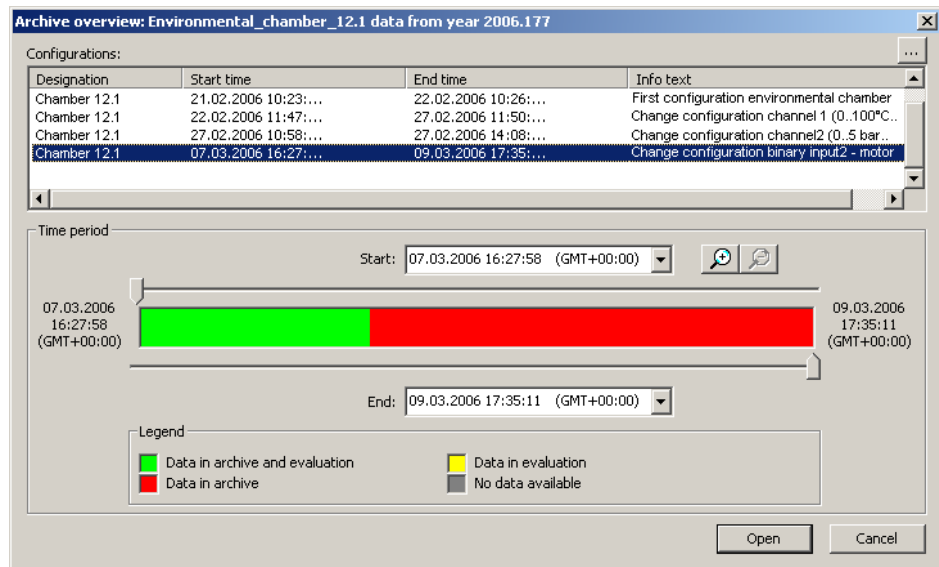 Archive overview: Environmental_chamber_12.1 data from year 2006.177
Configurations:
...
Designation Start time End time Info text
Chamber 12.1 21.02.2006 10:23:... 22.02.2006 10:26:... First configuration environmental chamber
Chamber 12.1 22.02.2006 11:47:... 27.02.2006 11:50:... Change configuration channel 1 (0..100°C..
Chamber 12.1 27.02.2006 10:58:... 27.02.2006 14:08:... Change configuration channel2 (0..5 bar..
Chamber 12.1 07.03.2006 16:27:... 09.03.2006 17:35:... Change configuration binary input2 - motor
Time period
Start: 07.03.2006 16:27:58 (GMT+00:00)
07.03.2006
16:27:58
(GMT+00:00)
09.03.2006
17:35:11
(GMT+00:00)
End: 09.03.2006 17:35:11 (GMT+00:00)
Legend
Data in archive and evaluation Data in evaluation
Data in archive No data available
Open Cancel